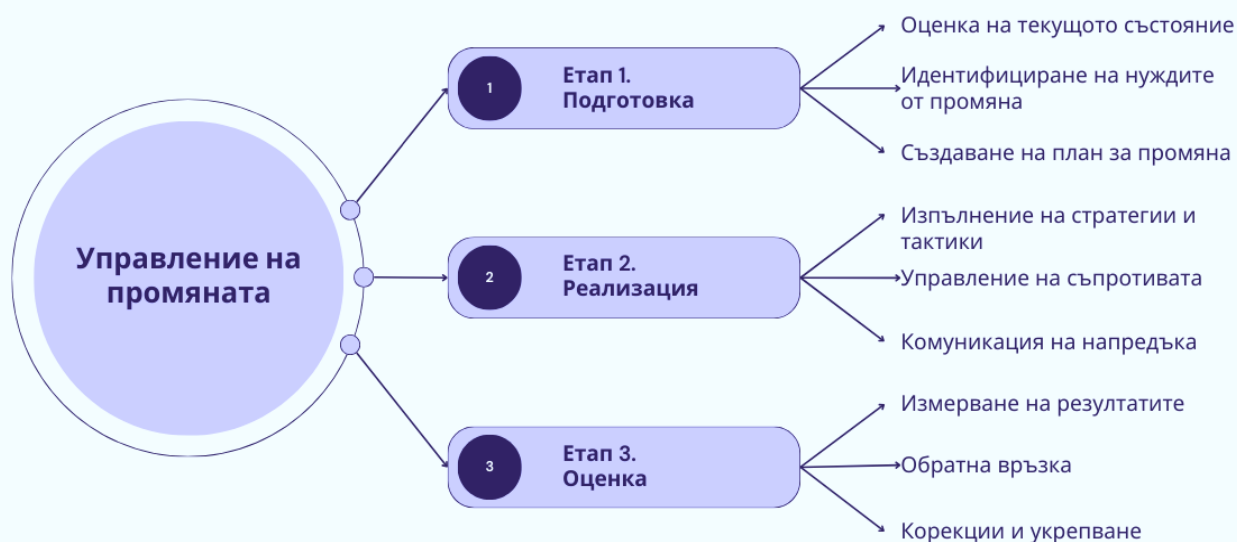 Управление на
промяната
1
Етап 1.
Подготовка
Оценка на текущото състояние
Идентифициране на нуждите
от промяна
Създаване на план за промяна
2
Етап 2.
Реализация
Изпълнение на стратегии и
тактики
Управление на съпротивата
Комуникация на напредъка
3
Етап 3.
Оценка
Измерване на резултатите
Обратна връзка
Корекции и укрепване